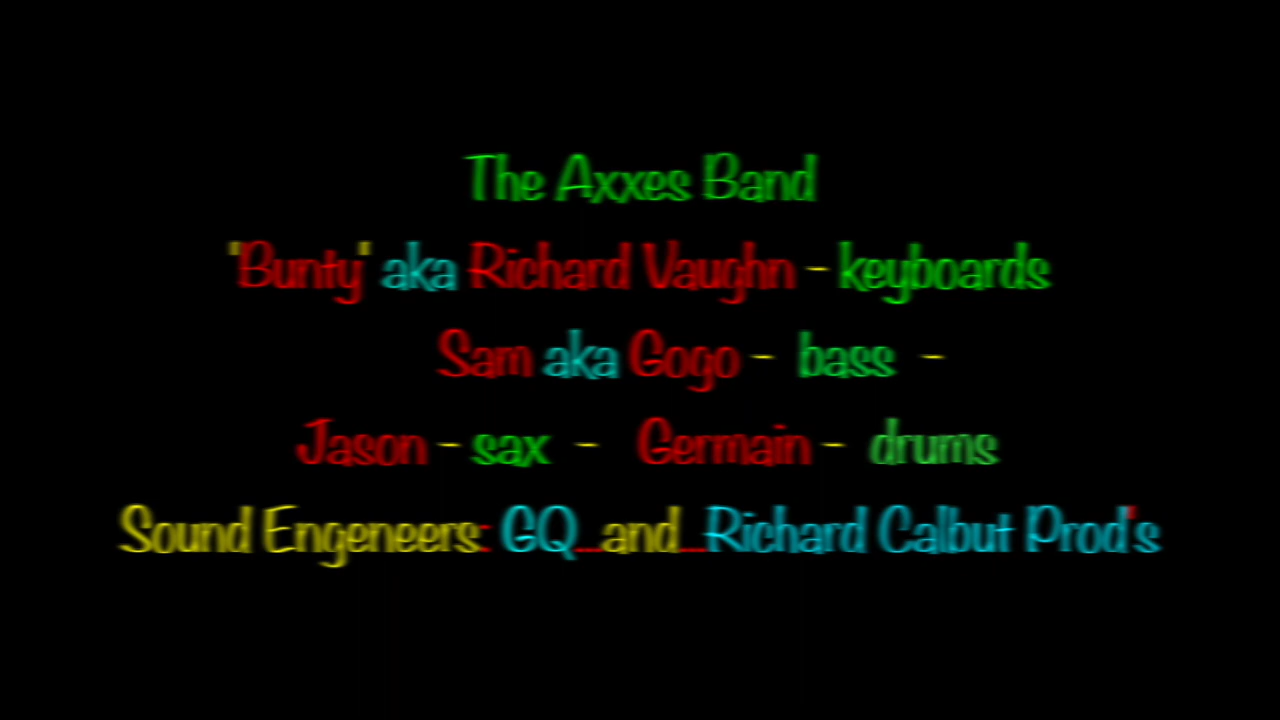 The Axxes Band
"Bunty" aka Richard Vaughn - keyboards
Sam aka Gogo - bass -
Jason - sax - Germain - drums
Sound Engeneers: GQ...and...Richard Calbut Prod's